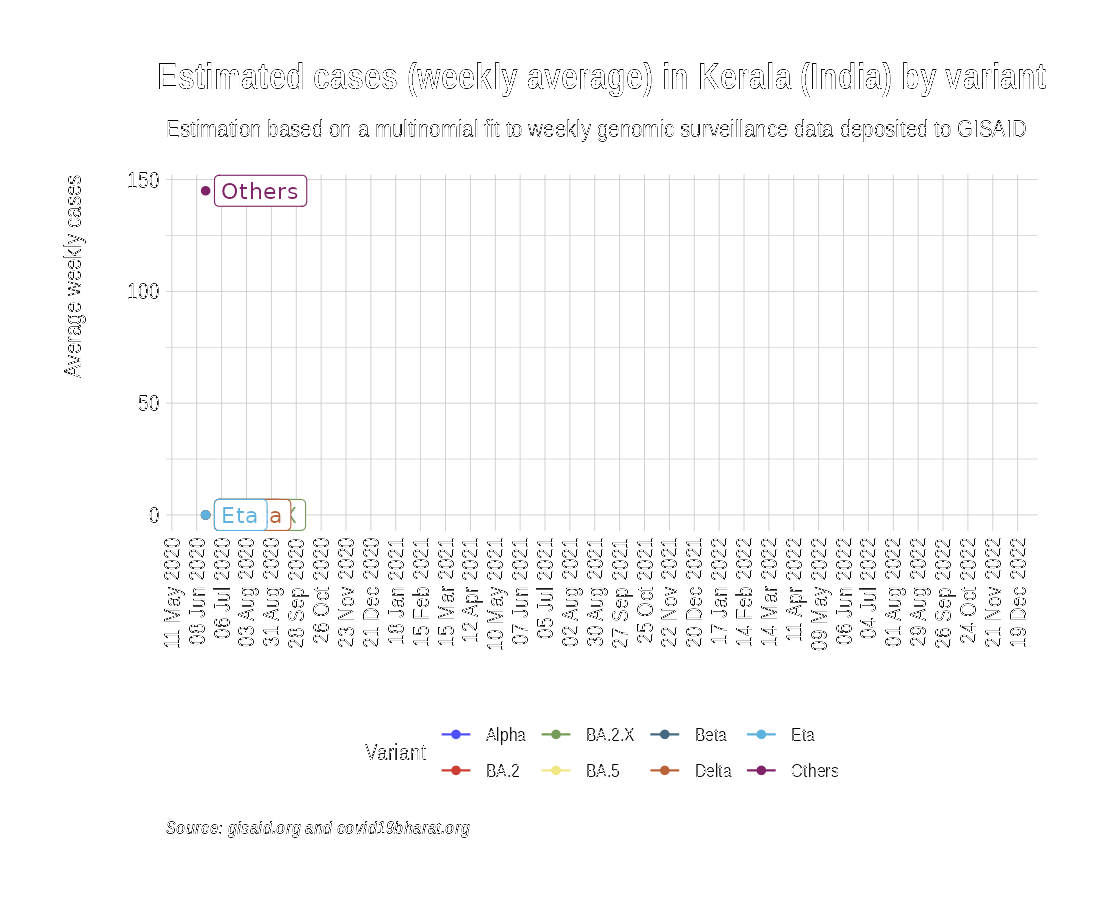 Estimated cases (weekly average) in Kerala (India) by variant
Estimation based on a multinomial fit to weekly genomic surveillance data deposited to GISAID
Average weekly cases
150
100
50
0
Others
Eta
a
X
11 May 2020
08 Jun 2020
06 Jul 2020
03 Aug 2020
31 Aug 2020
28 Sep 2020
26 Oct 2020
23 Nov 2020
21 Dec 2020
18 Jan 2021
15 Feb 2021
15 Mar 2021
12 Apr 2021
10 May 2021
07 Jun 2021
05 Jul 2021
02 Aug 2021
30 Aug 2021
27 Sep 2021
25 Oct 2021
22 Nov 2021
20 Dec 2021
17 Jan 2022
14 Feb 2022
14 Mar 2022
11 Apr 2022
09 May 2022
06 Jun 2022
04 Jul 2022
01 Aug 2022
29 Aug 2022
26 Sep 2022
24 Oct 2022
21 Nov 2022
19 Dec 2022
Variant
Alpha BA.2.X Beta Eta
BA.2 BA.5 Delta Others
Source: gisaid.org and covid19bharat.org